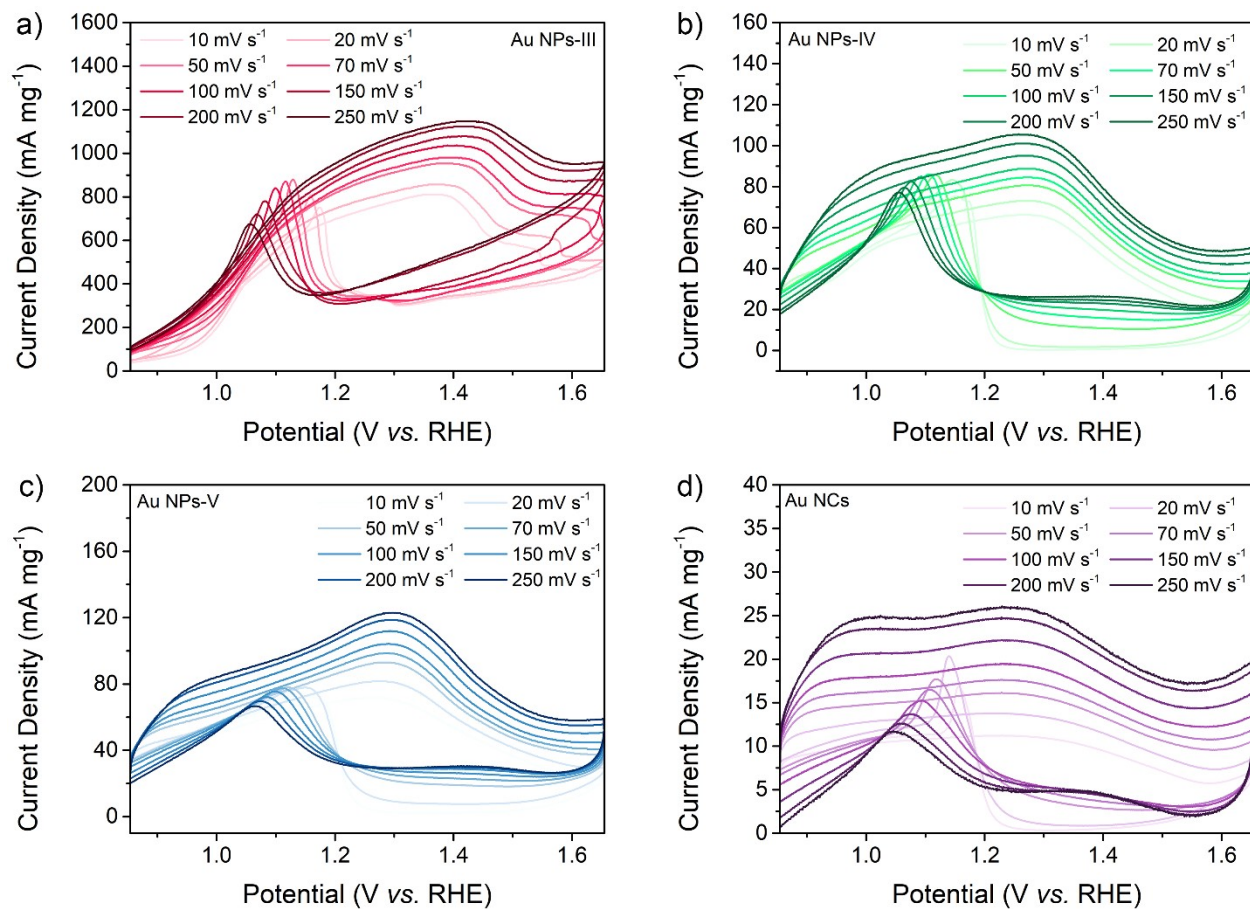 a)
Au NPs-III
10 mV s⁻¹ 20 mV s⁻¹
50 mV s⁻¹ 70 mV s⁻¹
100 mV s⁻¹ 150 mV s⁻¹
200 mV s⁻¹ 250 mV s⁻¹
1600
1400
1200
1000
800
600
400
200
0
Current Density (mA mg⁻¹)
1.0 1.2 1.4 1.6
Potential (V vs. RHE)
b)
Au NPs-IV
10 mV s⁻¹ 20 mV s⁻¹
50 mV s⁻¹ 70 mV s⁻¹
100 mV s⁻¹ 150 mV s⁻¹
200 mV s⁻¹ 250 mV s⁻¹
160
140
120
100
80
60
40
20
0
Current Density (mA mg⁻¹)
1.0 1.2 1.4 1.6
Potential (V vs. RHE)
c)
Au NPs-V
10 mV s⁻¹ 20 mV s⁻¹
50 mV s⁻¹ 70 mV s⁻¹
100 mV s⁻¹ 150 mV s⁻¹
200 mV s⁻¹ 250 mV s⁻¹
200
160
120
80
40
0
Current Density (mA mg⁻¹)
1.0 1.2 1.4 1.6
Potential (V vs. RHE)
d)
Au NCs
10 mV s⁻¹ 20 mV s⁻¹
50 mV s⁻¹ 70 mV s⁻¹
100 mV s⁻¹ 150 mV s⁻¹
200 mV s⁻¹ 250 mV s⁻¹
40
35
30
25
20
15
10
5
0
Current Density (mA mg⁻¹)
1.0 1.2 1.4 1.6
Potential (V vs. RHE)